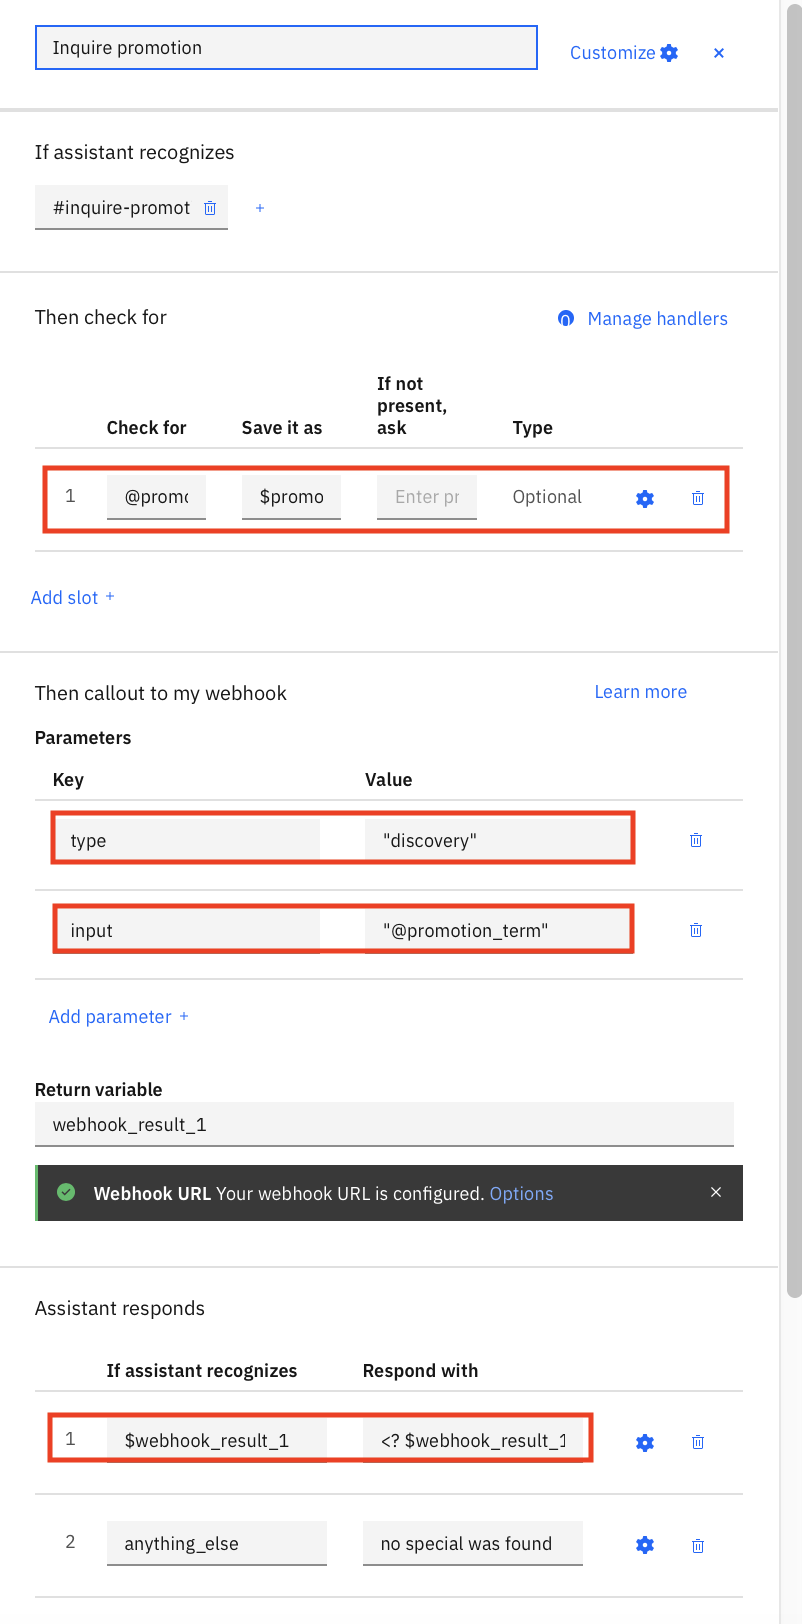 Inquire promotion
Customize
If assistant recognizes
#inquire-promot
+
Then check for
Manage handlers
Check for
Save it as
If not
present,
ask
Type
1
@promo
$promo
Enter pr
Optional
Add slot +
Then callout to my webhook
Learn more
Parameters
Key
Value
type
"discovery"
input
"@promotion_term"
Add parameter +
Return variable
webhook_result_1
Webhook URL Your webhook URL is configured. Options
Assistant responds
If assistant recognizes
Respond with
1
$webhook_result_1
<? $webhook_result_1
2
anything_else
no special was found